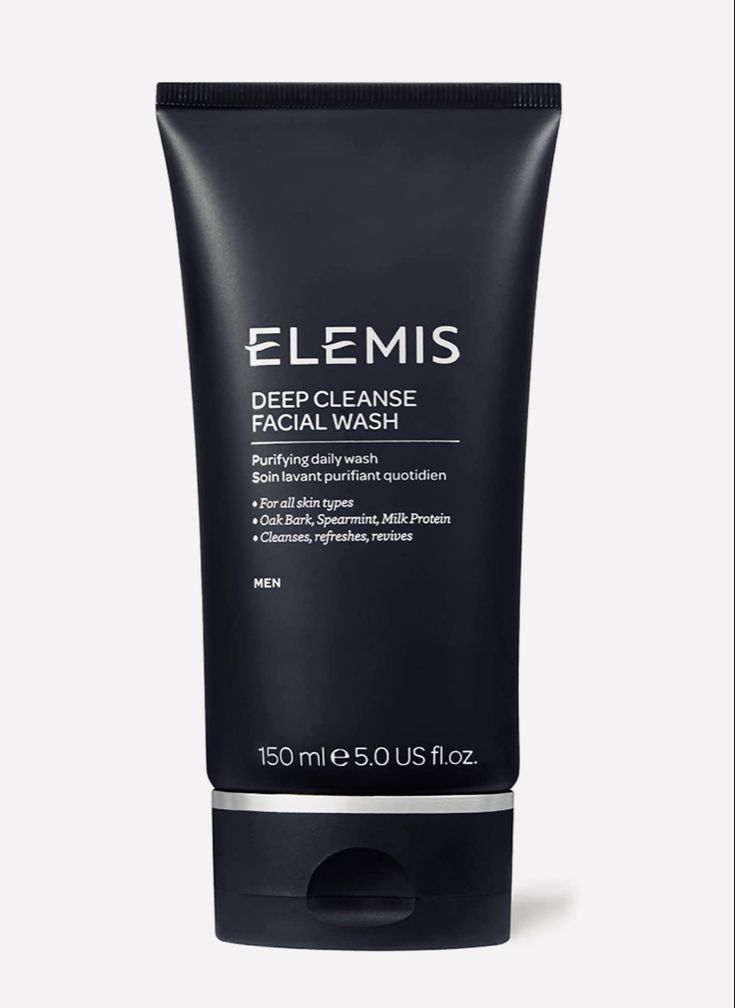 ELEMIS
DEEP CLEANSE
FACIAL WASH
Purifying daily wash
Soin lavant purifiant quotidien
• For all skin types
• Oak Bark, Spearmint, Milk Protein
• Cleanses, refreshes, revives
MEN
150 ml e 5.0 US fl.oz.